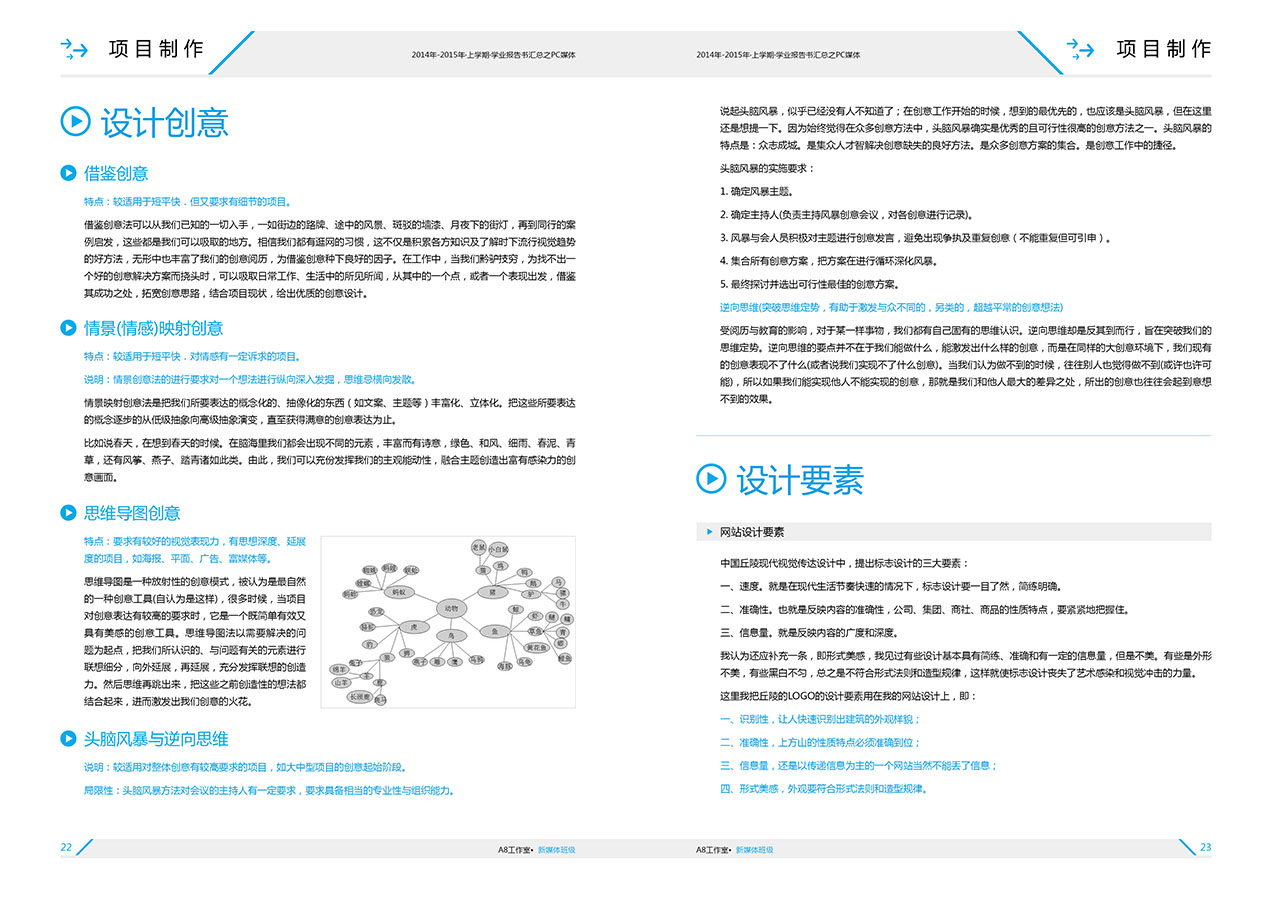 项目制作
2014年-2015年-上学期·学业报告书汇总之PC媒体
设计创意
借鉴创意
特点：较适用于短平快．但又要求有细节的项目。
借鉴创意法可以从我们已知的一切入手，一如街边的路牌、途中的风景、斑驳的墙漆、月夜下的街灯，再到同行的案
例启发，这些都是我们可以吸取的地方。相信我们都有逛网的习惯，这不仅是积累各方知识及了解时下流行视觉趋势
的好方法，无形中也丰富了我们的创意阅历，为借鉴创意种下良好的因子。在工作中，当我们黔驴技穷，为找不出一
个好的创意解决方案而挠头时，可以吸取日常工作、生活中的所见所闻，从其中的一个点，或者一个表现出发，借鉴
其成功之处，拓宽创意思路，结合项目现状，给出优质的创意设计。
情景(情感)映射创意
特点：较适用于短平快．对情感有一定诉求的项目。
说明：情景创意法的进行要求对一个想法进行纵向深入发掘，思维忌横向发散。
情景映射创意法是把我们所要表达的概念化的、抽像化的东西（如文案、主题等）丰富化、立体化。把这些所要表达
的概念逐步的从低级抽象向高级抽象演变，直至获得满意的创意表达为止。
比如说春天，在想到春天的时候。在脑海里我们都会出现不同的元素，丰富而有诗意，绿色、和风、细雨、春泥、青
草，还有风筝、燕子、踏青诸如此类。由此，我们可以充份发挥我们的主观能动性，融合主题创造出富有感染力的创
意画面。
思维导图创意
特点：要求有较好的视觉表现力，有思想深度、延展
度的项目，如海报、平面、广告、富媒体等。
思维导图是一种放射性的创意模式，被认为是最自然
的一种创意工具(自认为是这样)，很多时候，当项目
对创意表达有较高的要求时，它是一个既简单有效又
具有美感的创意工具。思维导图法以需要解决的问
题为起点，把我们所认识的、与问题有关的元素进行
联想细分，向外延展，再延展，充分发挥联想的创造
力。然后思维再跳出来，把这些之前创造性的想法都
结合起来，进而激发出我们创意的火花。
老鼠
小白鼠
猫
鸡
鸭
鹅
马
猪
驴
骡
牛
蚂蚁
动物
虎
鸟
鱼
恐龙
豹
狼
狮
兔子
绵羊
羊
山羊
鹿
长颈鹿
斑马
燕子
雕
鹰
虾
草鱼
黄花鱼
头脑风暴与逆向思维
说明：较适用对整体创意有较高要求的项目，如大中型项目的创意起始阶段。
局限性：头脑风暴方法对会议的主持人有一定要求，要求具备相当的专业性与组织能力。
22
A8工作室• 新媒体班级
2014年-2015年-上学期·学业报告书汇总之PC媒体
项目制作
说起头脑风暴，似乎已经没有人不知道了；在创意工作开始的时候，想到的最优先的，也应该是头脑风暴，但在这里
还是想提一下。因为始终觉得在众多创意方法中，头脑风暴确实是优秀的且可行性很高的创意方法之一。头脑风暴的
特点是：众志成城。是集众人才智解决创意缺失的良好方法。是众多创意方案的集合。是创意工作中的捷径。
头脑风暴的实施要求：
1. 确定风暴主题。
2. 确定主持人(负责主持风暴创意会议，对各创意进行记录)。
3. 风暴与会人员积极对主题进行创意发言，避免出现争执及重复创意（不能重复但可引申）。
4. 集合所有创意方案，把方案在进行循环深化风暴。
5. 最终探讨并选出可行性最佳的创意方案。
逆向思维(突破思维定势，有助于激发与众不同的，另类的，超越平常的创意想法)
受阅历与教育的影响，对于某一样事物，我们都有自己固有的思维认识。逆向思维却是反其到而行，旨在突破我们的
思维定势。逆向思维的要点并不在于我们能做什么，能激发出什么样的创意，而是在同样的大创意环境下，我们现有
的创意表现不了什么(或者说我们实现不了什么创意)。当我们认为做不到的时候，往往别人也觉得做不到(或许也许可
能)，所以如果我们能实现他人不能实现的创意，那就是我们和他人最大的差异之处，所出的创意也往往会起到意想
不到的效果。
设计要素
网站设计要素
中国丘陵现代视觉传达设计中，提出标志设计的三大要素：
一、速度。就是在现代生活节奏快速的情况下，标志设计要一目了然，简练明确。
二、准确性。也就是反映内容的准确性，公司、集团、商社、商品的性质特点，要紧紧地把握住。
三、信息量。就是反映内容的广度和深度。
我认为还应补充一条，即形式美感，我见过有些设计基本具有简练、准确和有一定的信息量，但是不美。有些是外形
不美，有些黑白不匀，总之是不符合形式法则和造型规律，这样就使标志设计丧失了艺术感染和视觉冲击的力量。
这里我把丘陵的LOGO的设计要素用在我的网站设计上，即：
一、识别性，让人快速识别出建筑的外观样貌；
二、准确性，上方山的性质特点必须准确到位；
三、信息量，还是以传递信息为主的一个网站当然不能丢了信息；
四、形式美感，外观要符合形式法则和造型规律。
A8工作室• 新媒体班级
23